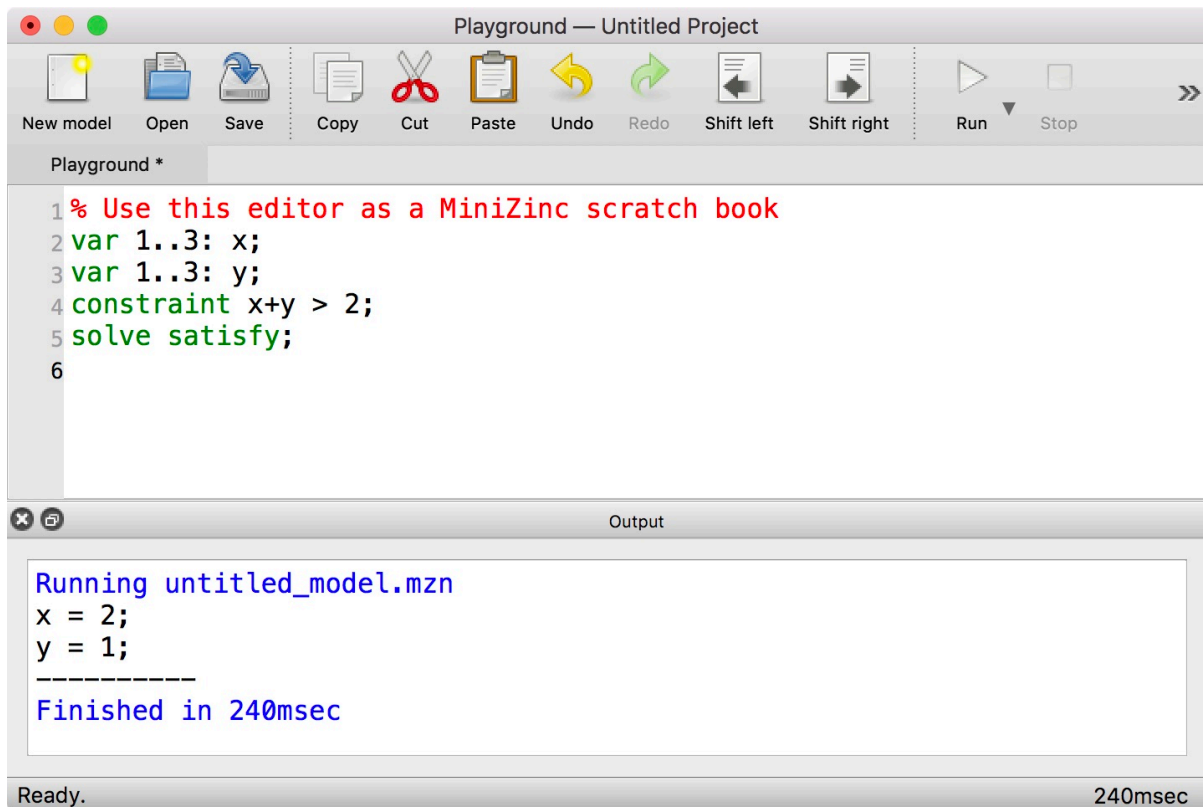 Playground — Untitled Project
New model Open Save Copy Cut Paste Undo Redo Shift left Shift right Run Stop
Playground *
1 % Use this editor as a MiniZinc scratch book
2 var 1..3: x;
3 var 1..3: y;
4 constraint x+y > 2;
5 solve satisfy;
6
Output
Running untitled_model.mzn
x = 2;
y = 1;
----------
Finished in 240msec
Ready. 240msec